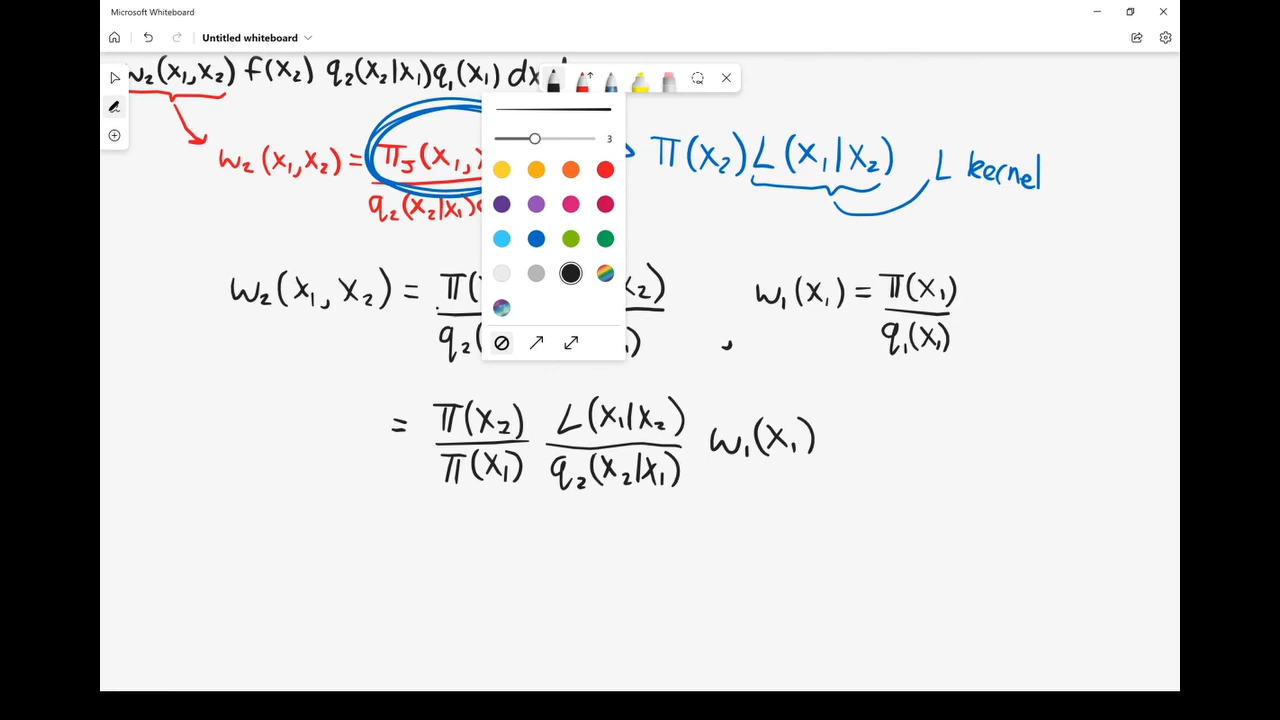 Microsoft Whiteboard
Untitled whiteboard
w₂(x₁,x₂) f(x₂) q₂(x₂|x₁)q₁(x₁) dx
3
w₂(x₁,x₂) = π_J(x₁, → π(x₂)L(x₁|x₂) L kernel
q₂(x₂|x₁)
w₂(x₁,x₂) = π( x₂) w₁(x₁) = π(x₁)
q₂( ) , q₁(x₁)
= π(x₂) L(x₁|x₂) w₁(x₁)
π(x₁) q₂(x₂|x₁)